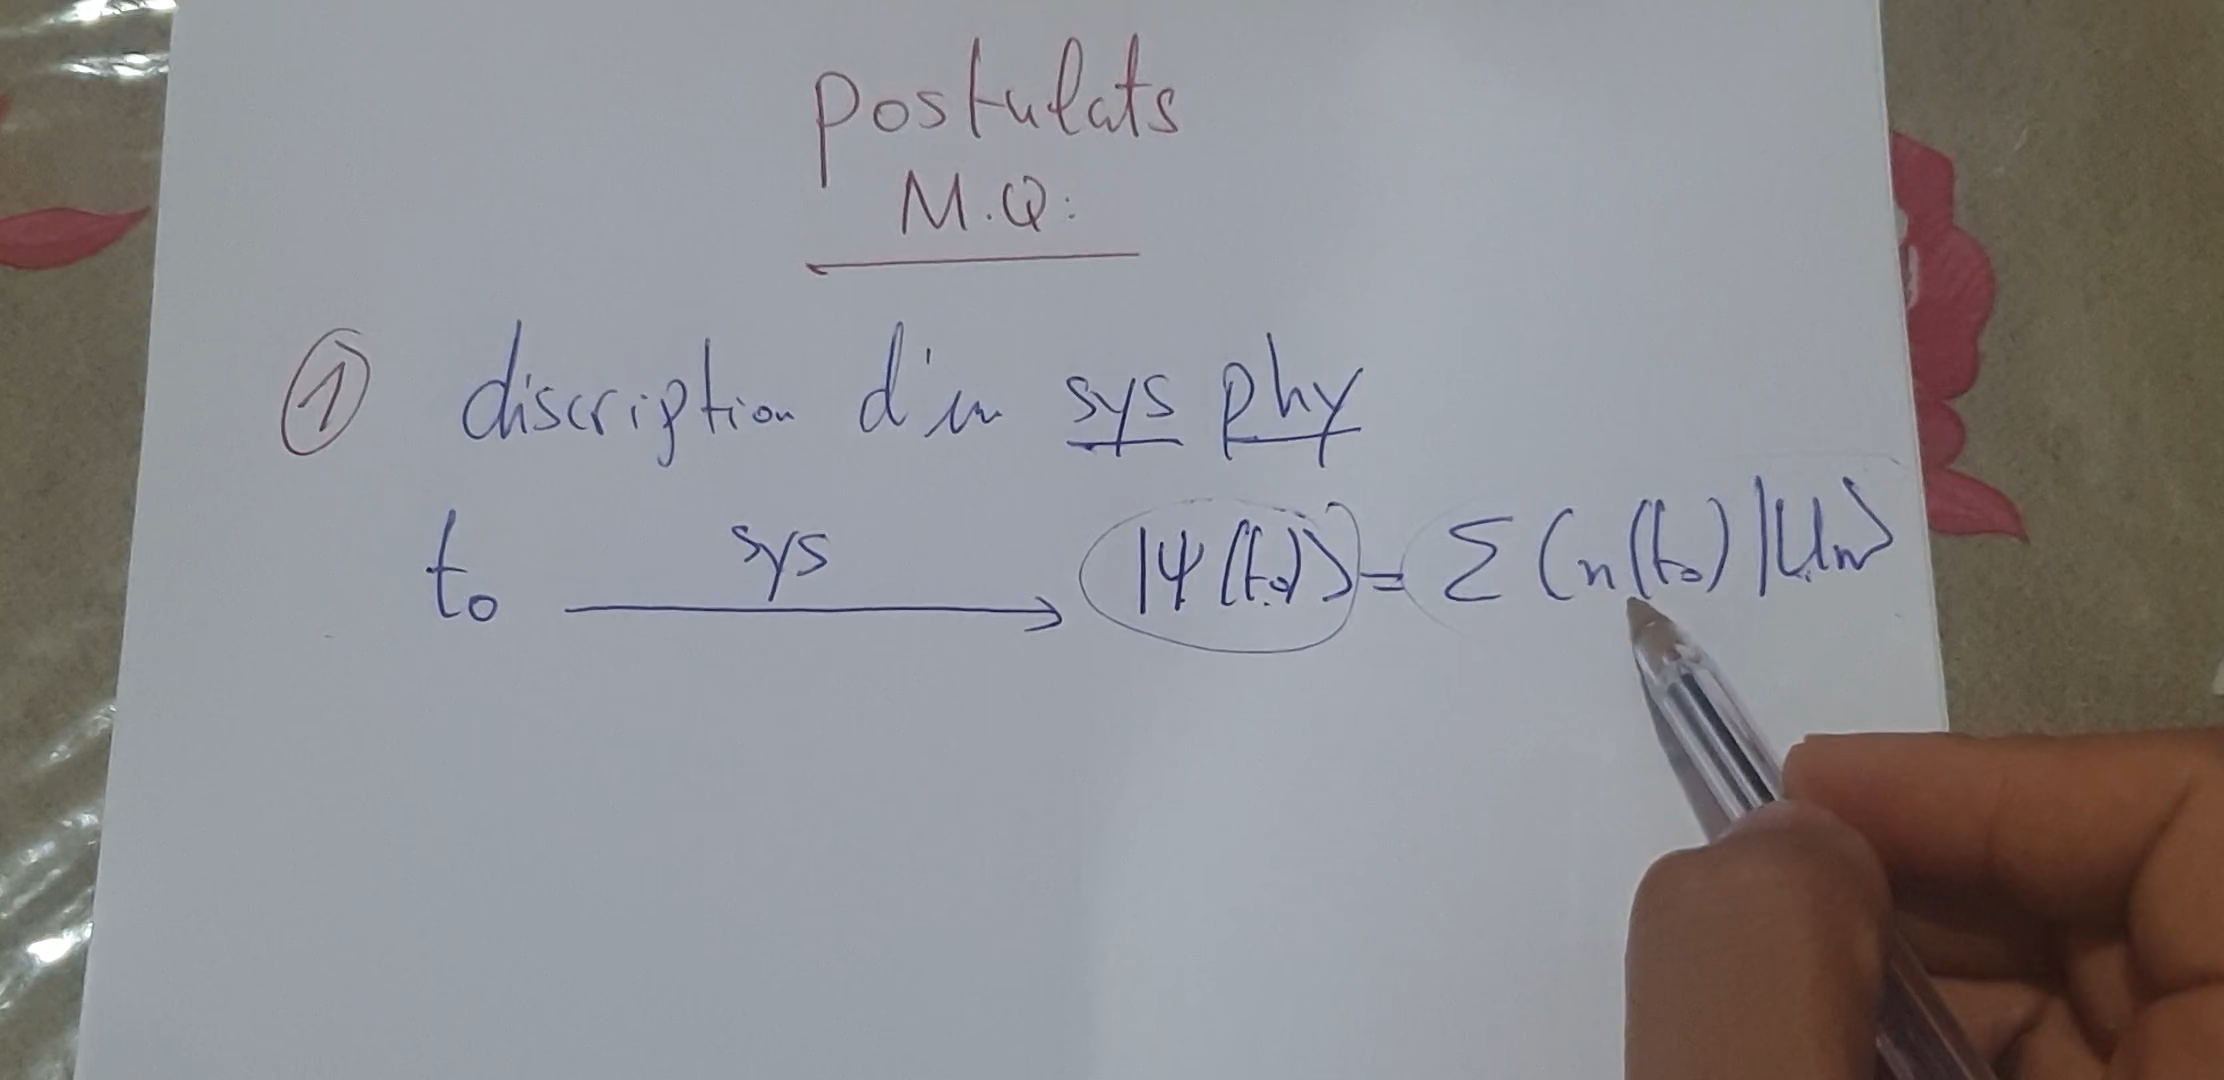 postulats
M.Q:
① discription d'un sys phy
t₀ sys → |Ψ(t₀)⟩ = Σ Cn(t₀) |Un⟩